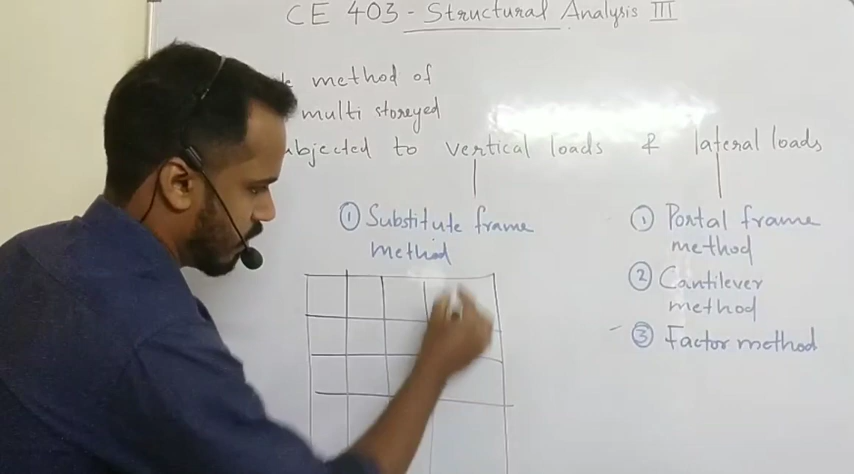 CE 403 - Structural Analysis III
method of
multi storeyed
subjected to vertical loads & lateral loads
① Substitute frame
method
① Portal frame
method
② Cantilever
method
③ Factor method